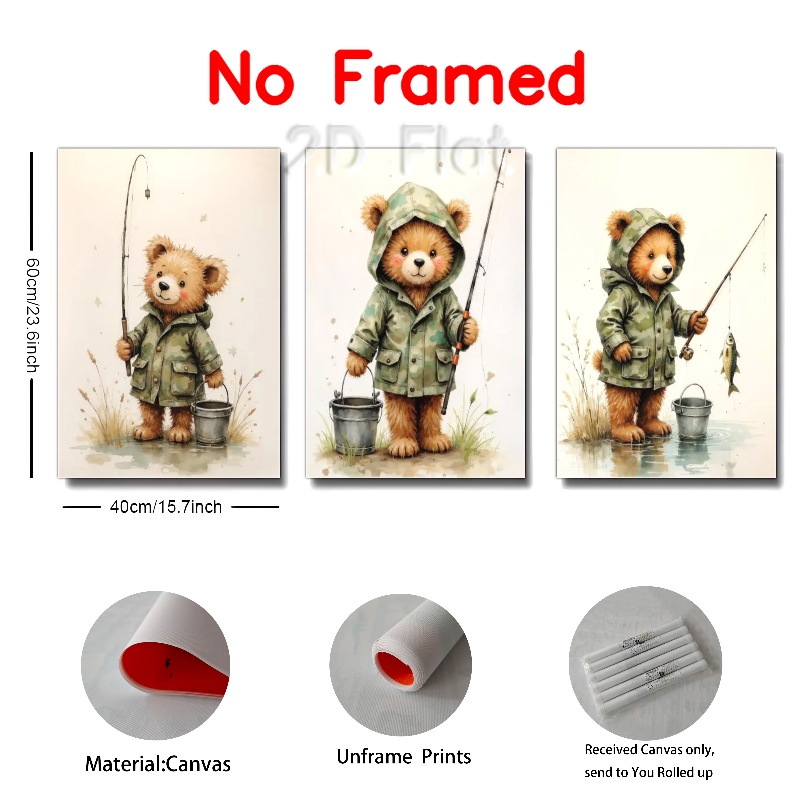 No Framed
2D Flat
60cm/23.6inch
40cm/15.7inch
Material:Canvas
Unframe Prints
Received Canvas only,
send to You Rolled up